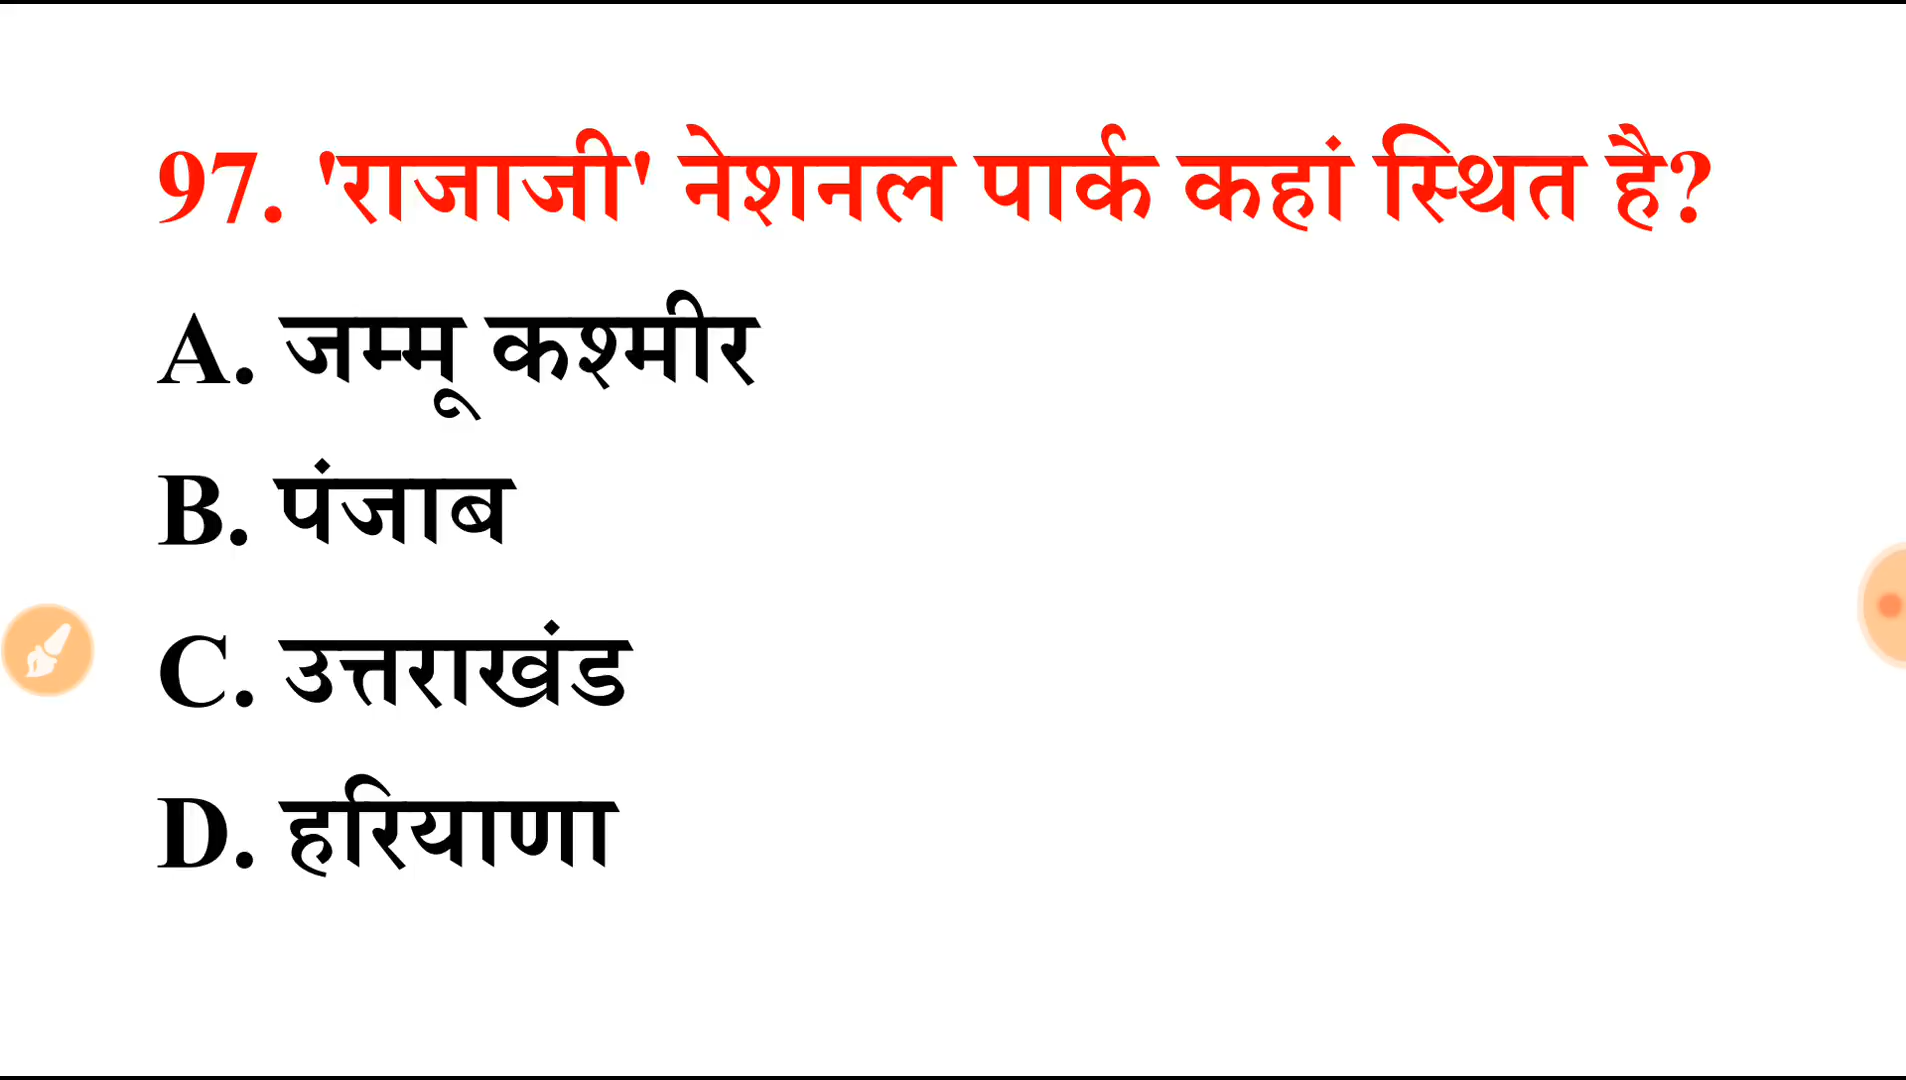 97. 'राजाजी' नेशनल पार्क कहां स्थित है?
A. जम्मू कश्मीर
B. पंजाब
C. उत्तराखंड
D. हरियाणा